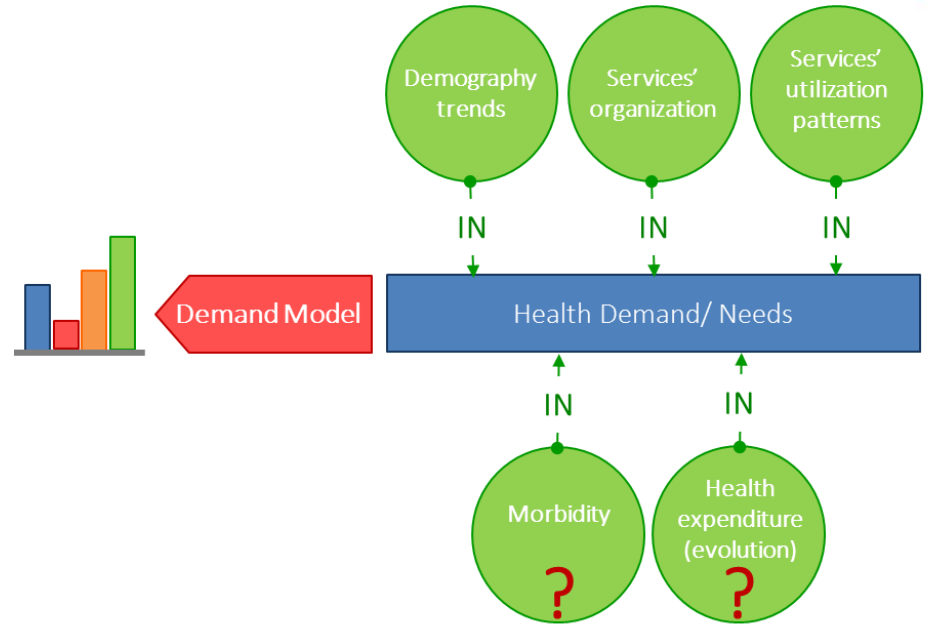 Demography
trends
Services’
organization
Services’
utilization
patterns
IN
IN
IN
Demand Model
Health Demand/ Needs
IN
IN
Morbidity
?
Health
expenditure
(evolution)
?